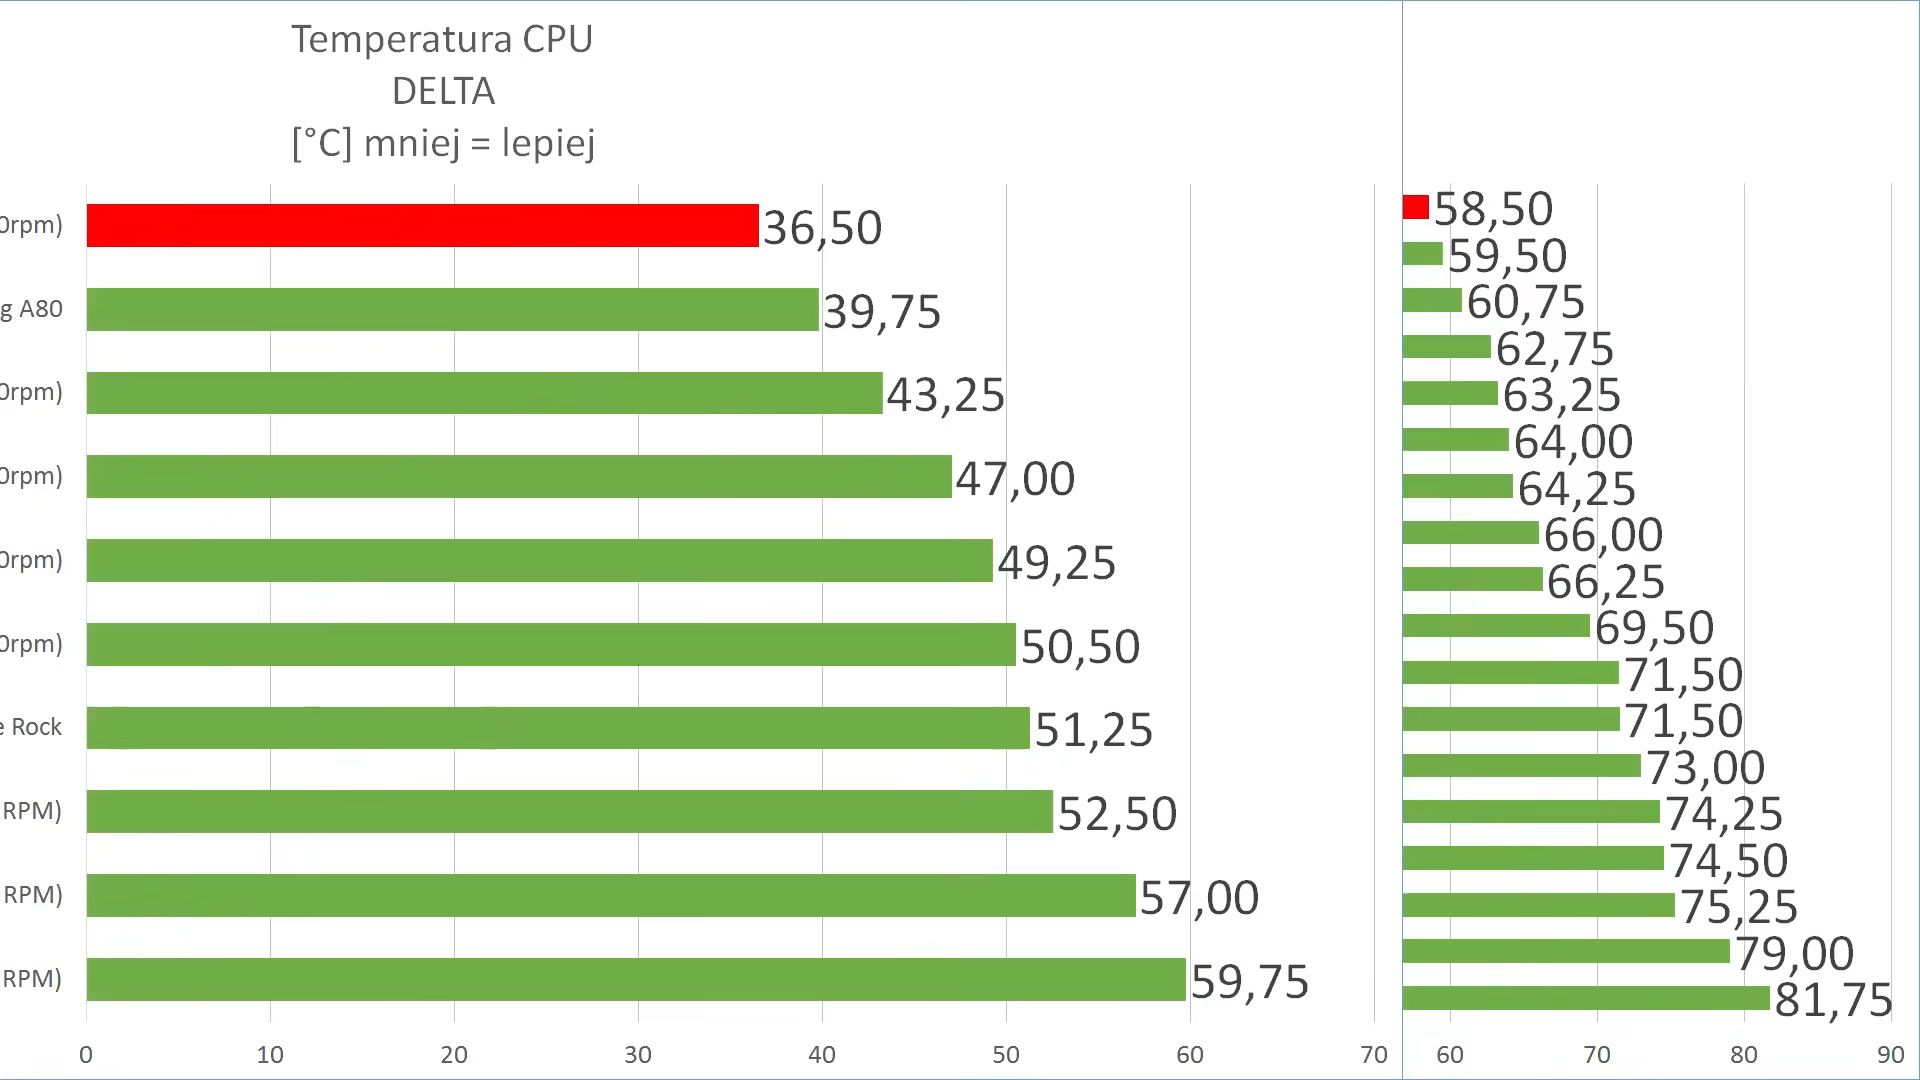 Temperatura CPU
DELTA
[°C] mniej = lepiej
0rpm) 36,50
g A80 39,75
0rpm) 43,25
0rpm) 47,00
0rpm) 49,25
0rpm) 50,50
e Rock 51,25
RPM) 52,50
RPM) 57,00
RPM) 59,75
0 10 20 30 40 50 60 70
58,50
59,50
60,75
62,75
63,25
64,00
64,25
66,00
66,25
69,50
71,50
71,50
73,00
74,25
74,50
75,25
79,00
81,75
60 70 80 90